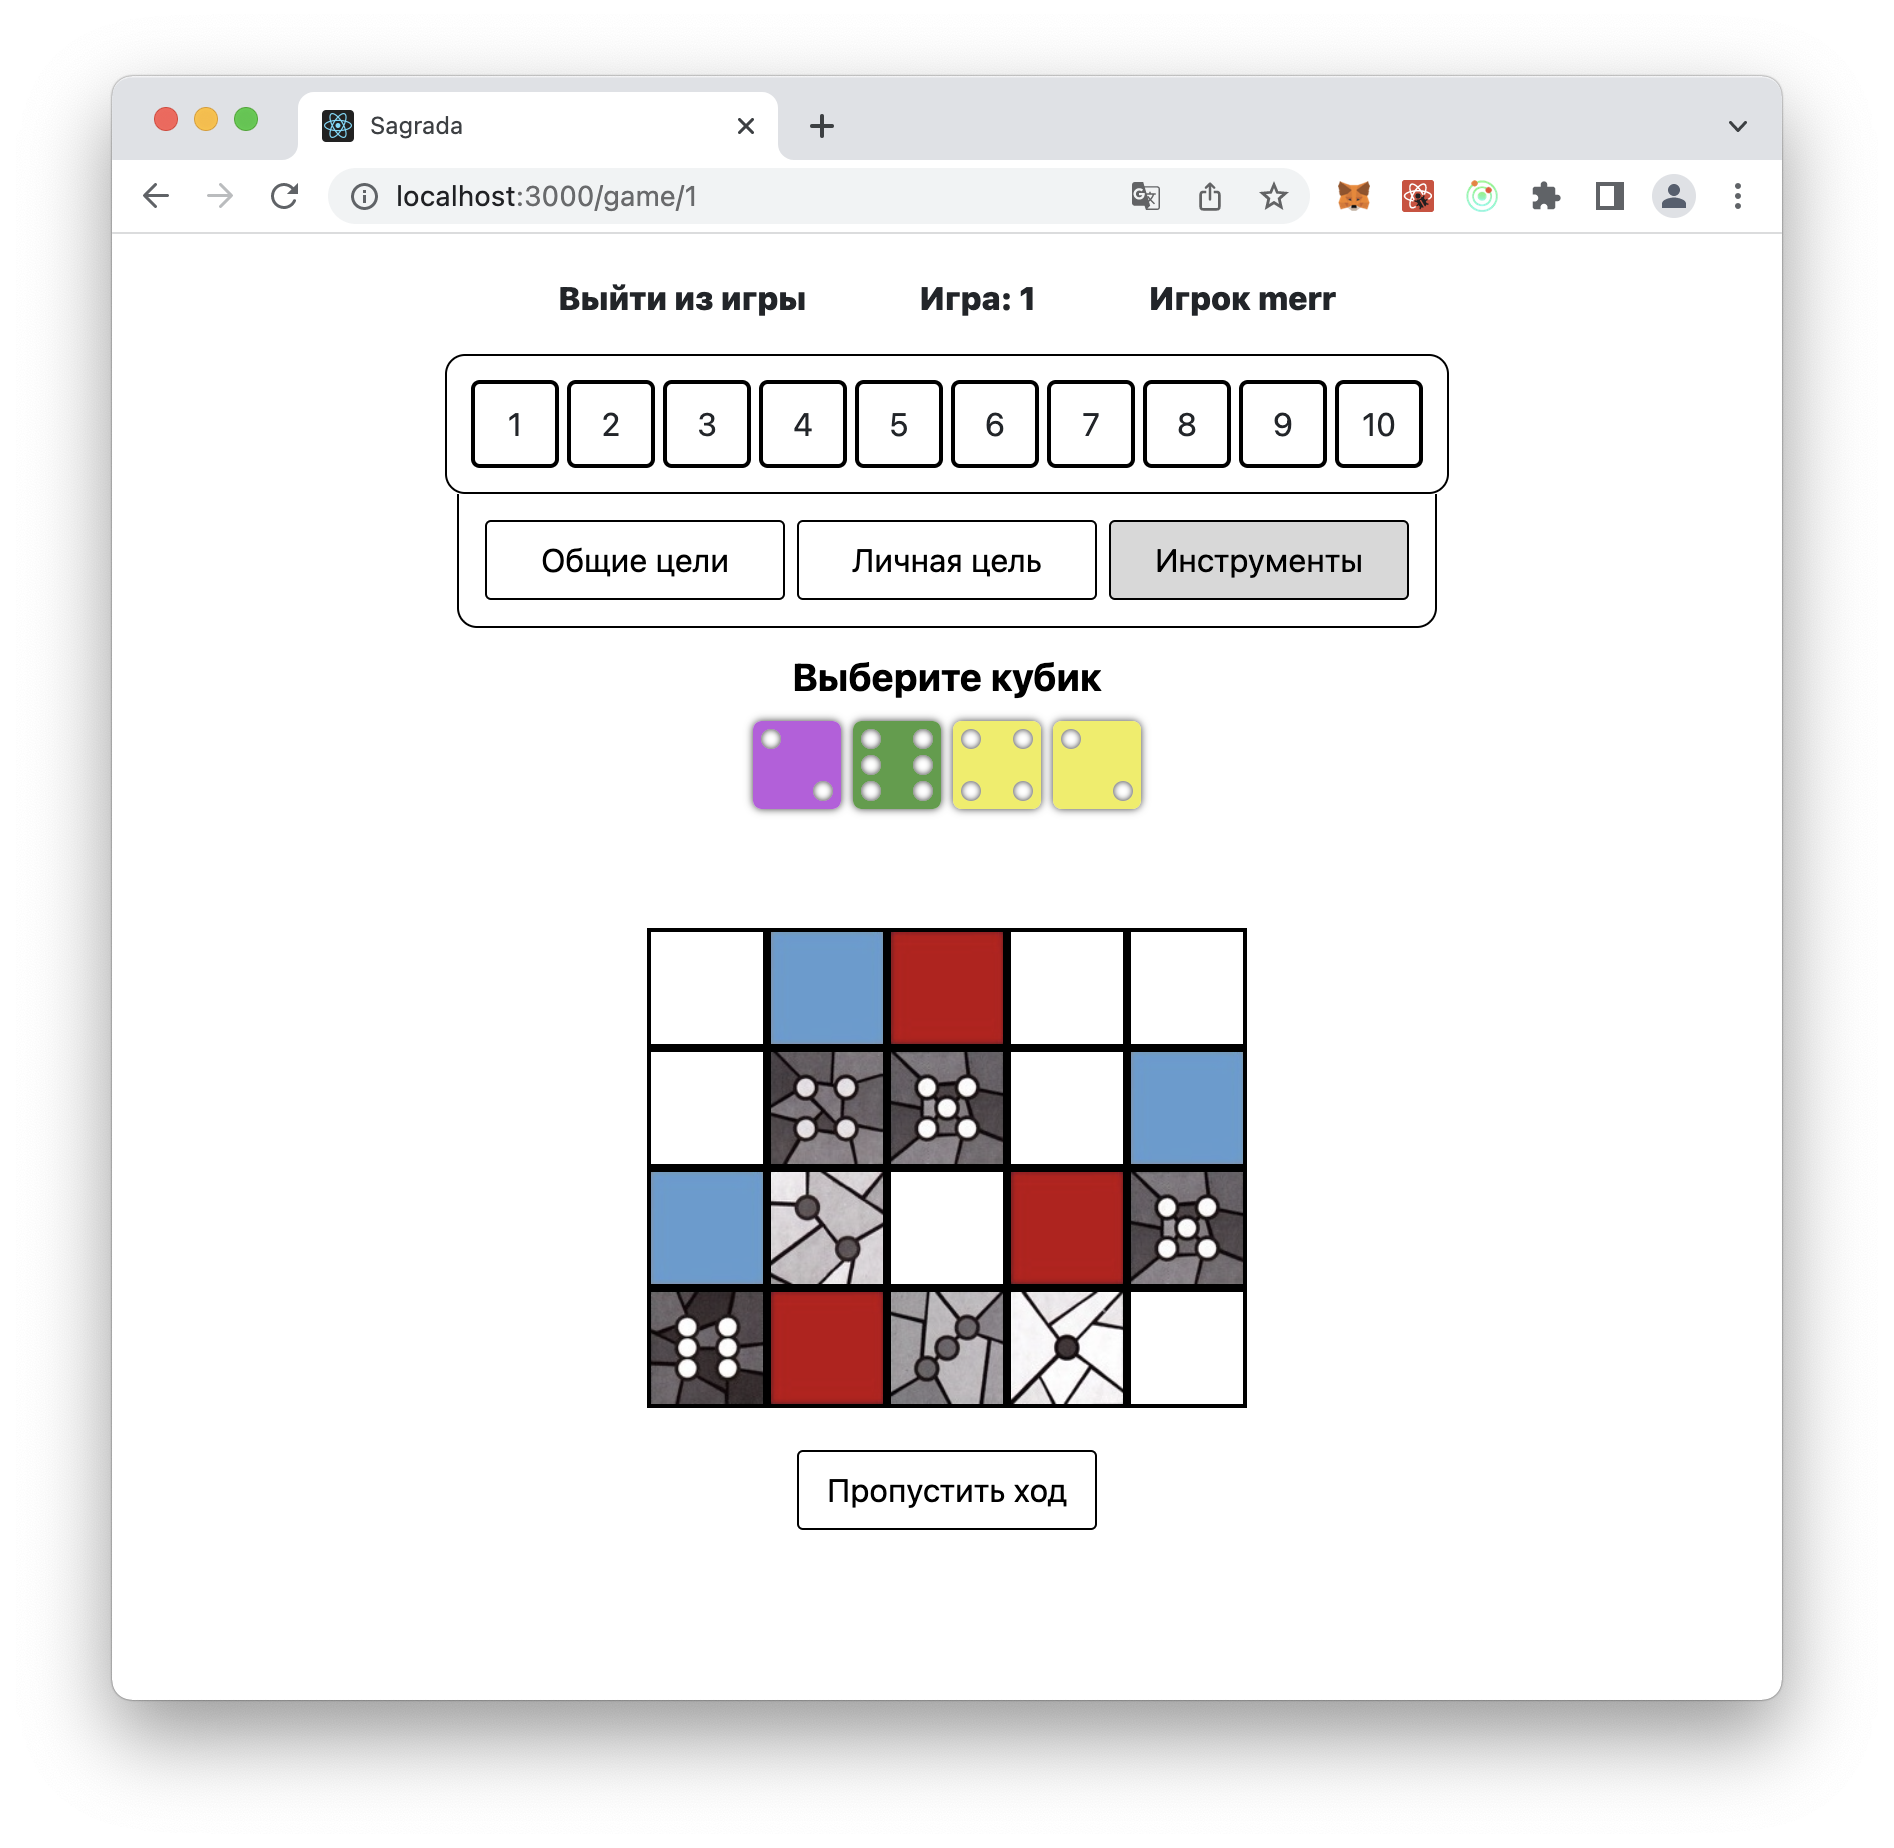 Sagrada
localhost:3000/game/1
Выйти из игры Игра: 1 Игрок merr
1 2 3 4 5 6 7 8 9 10
Общие цели Личная цель Инструменты
Выберите кубик
Пропустить ход